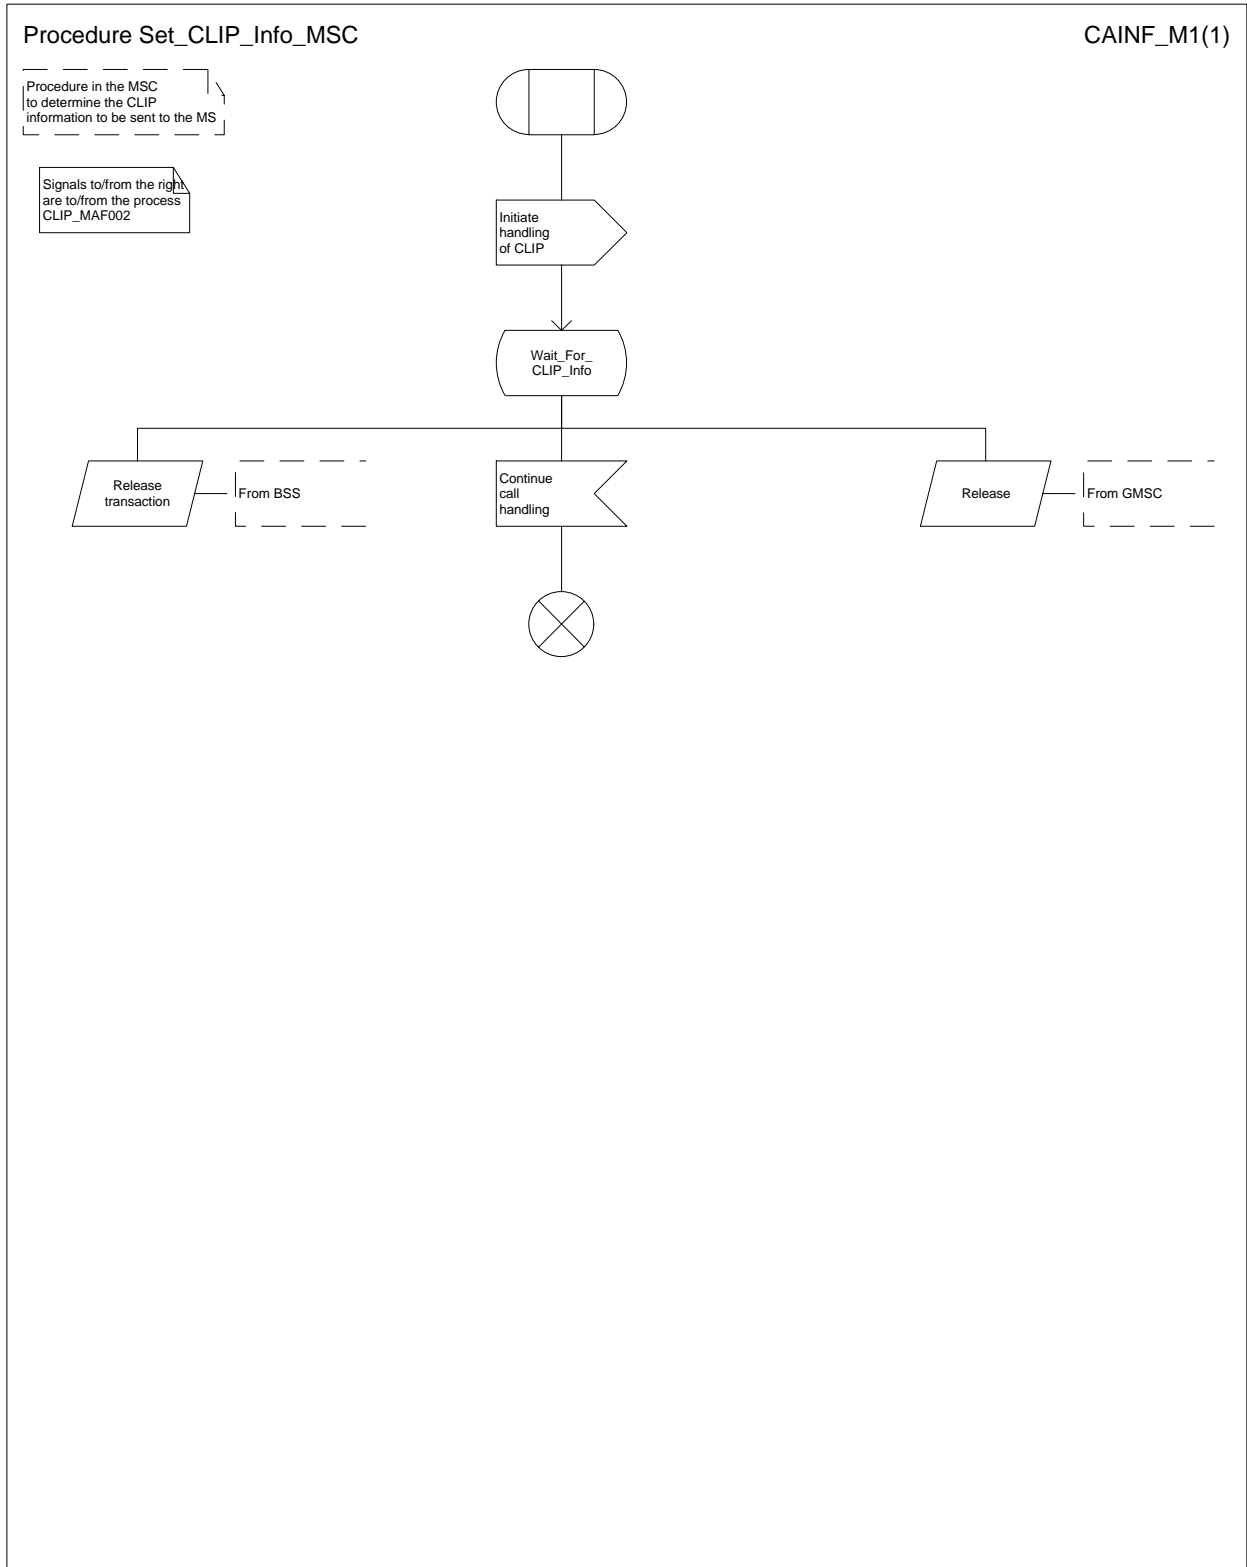 Procedure Set_CLIP_Info_MSC
CAINF_M1(1)
Procedure in the MSC
to determine the CLIP
information to be sent to the MS
Signals to/from the right
are to/from the process
CLIP_MAF002
Initiate
handling
of CLIP
Wait_For_
CLIP_Info
Release
transaction
From BSS
Continue
call
handling
Release
From GMSC